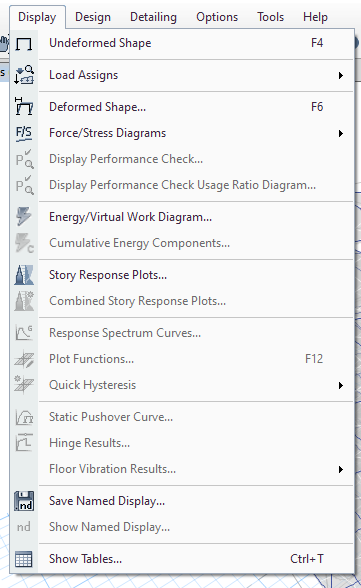 Display Design Detailing Options Tools Help
Undeformed Shape F4
Load Assigns
Deformed Shape... F6
F/S Force/Stress Diagrams
P Display Performance Check...
P Display Performance Check Usage Ratio Diagram...
Energy/Virtual Work Diagram...
C Cumulative Energy Components...
Story Response Plots...
Combined Story Response Plots...
G Response Spectrum Curves...
Plot Functions... F12
Quick Hysteresis
Static Pushover Curve...
Hinge Results...
Floor Vibration Results...
nd Save Named Display...
nd Show Named Display...
Show Tables... Ctrl+T